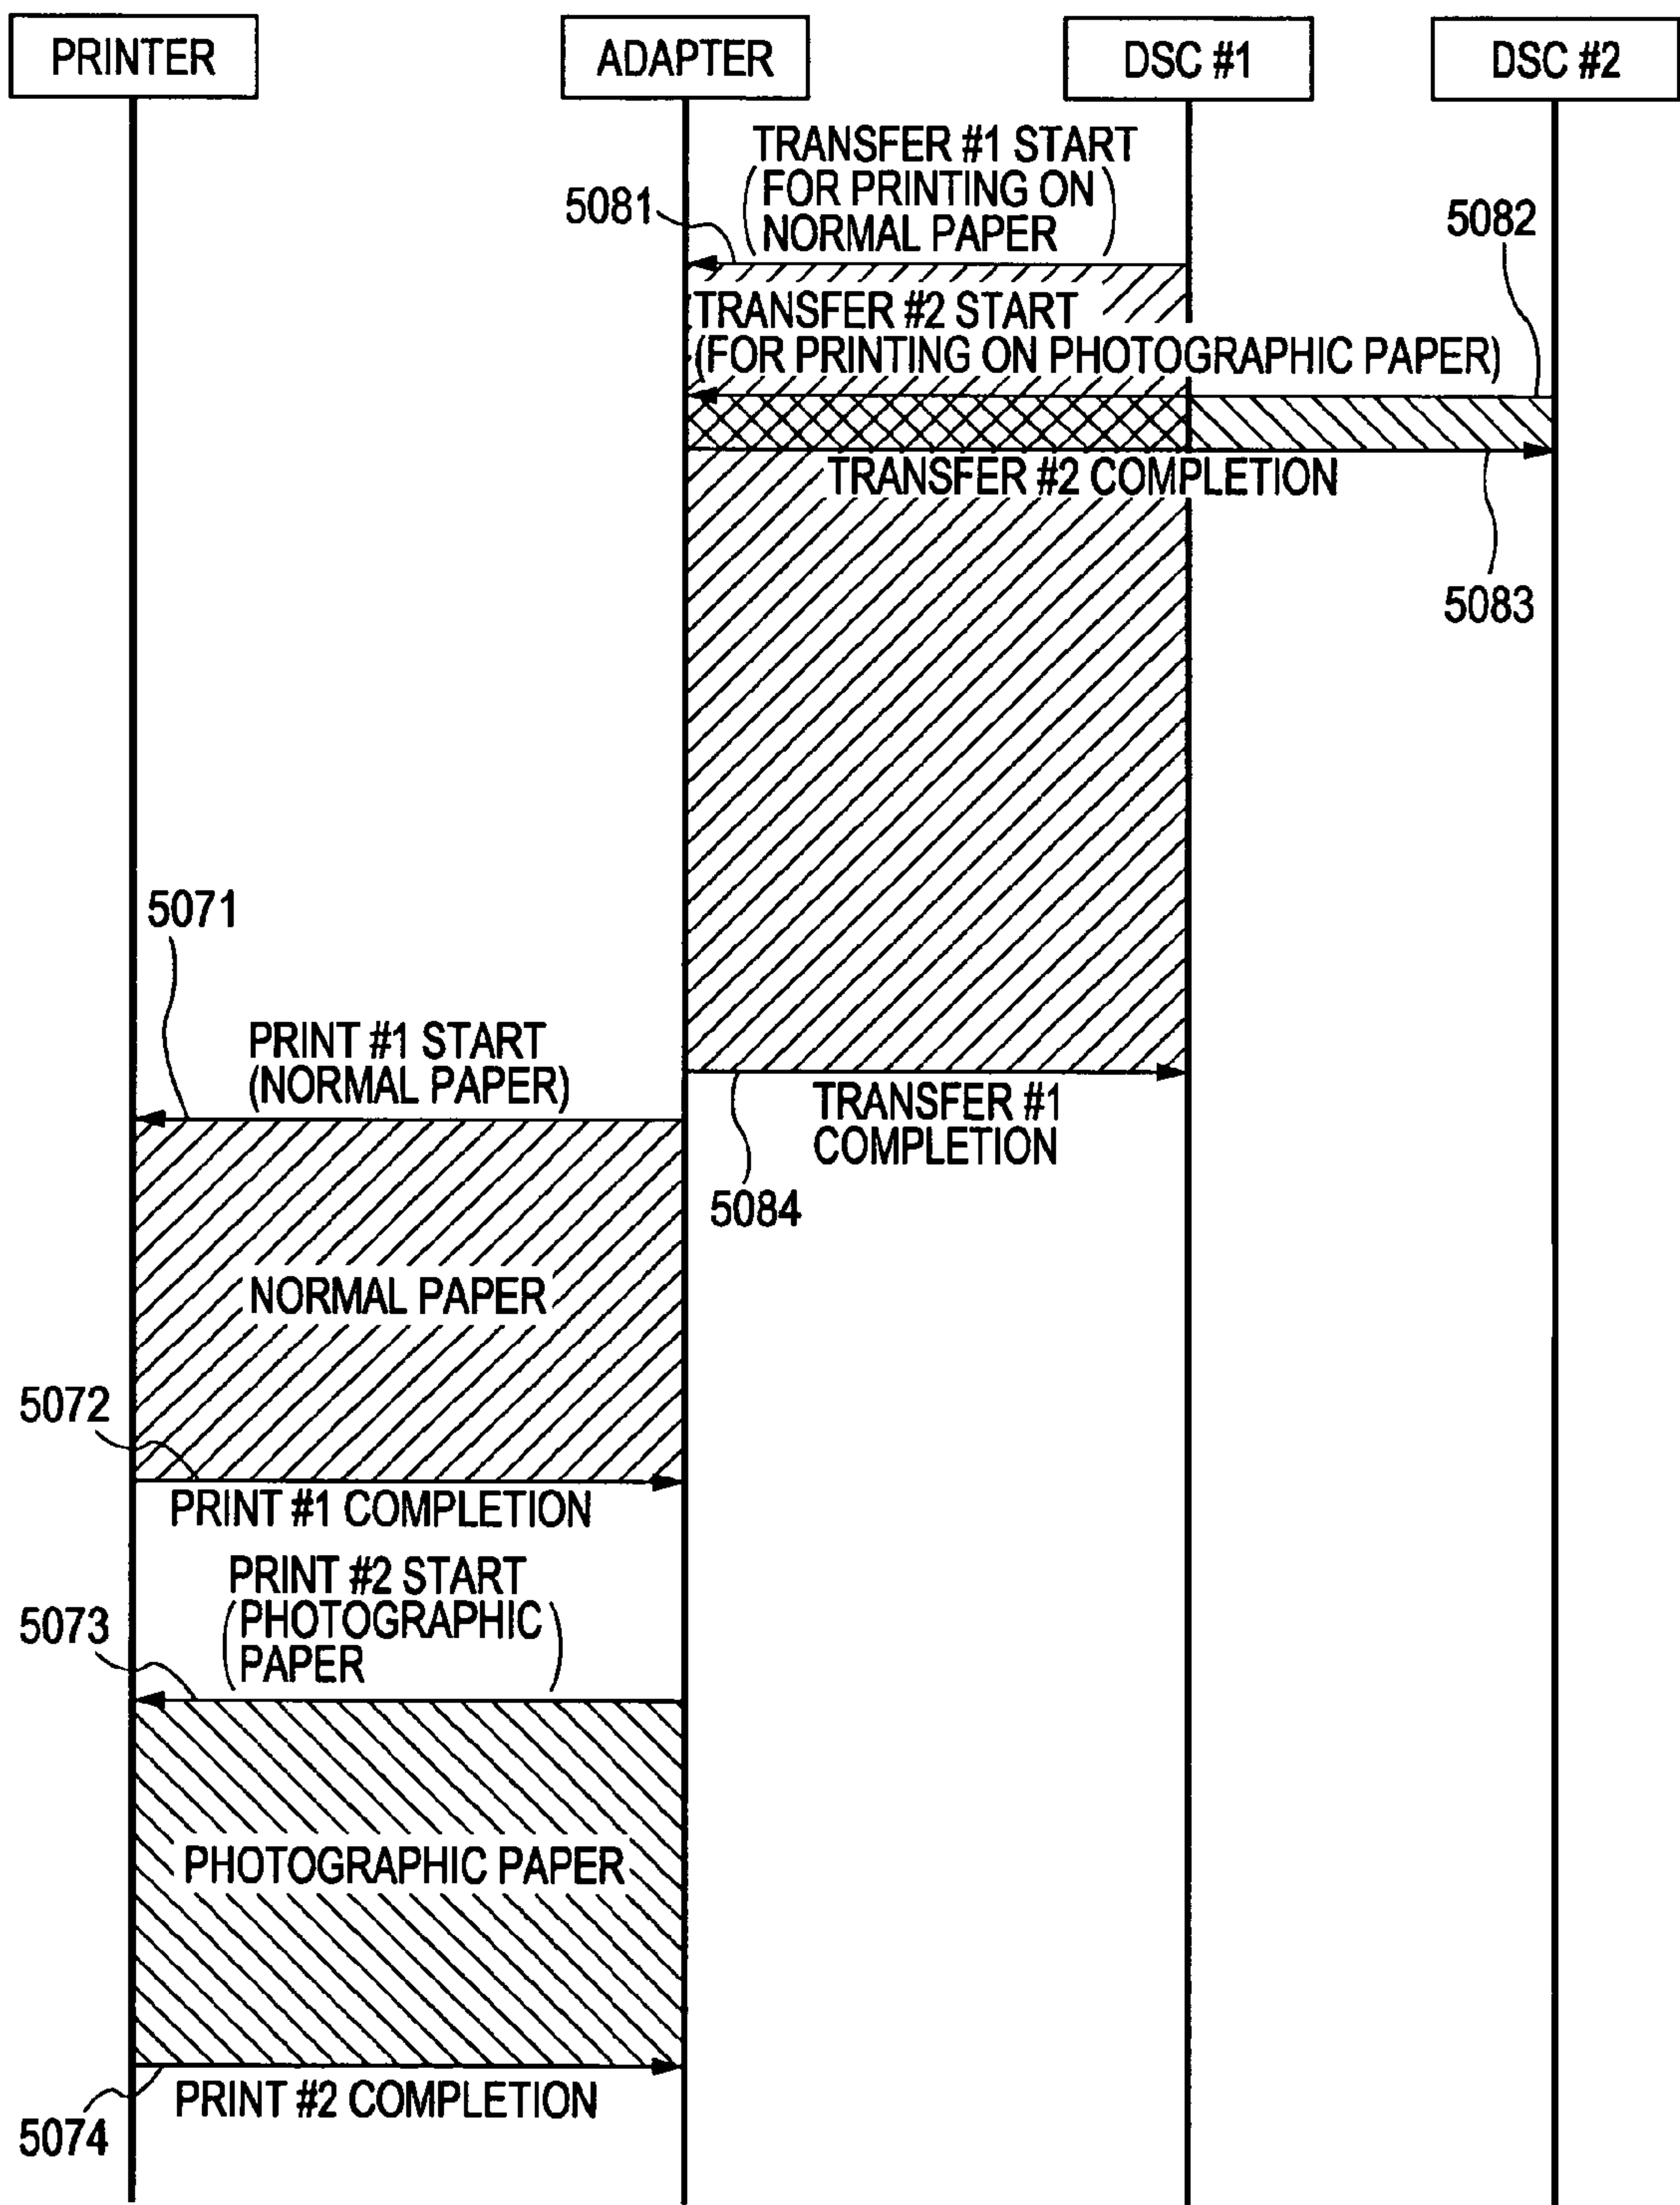 PRINTER
ADAPTER
DSC #1
DSC #2
TRANSFER #1 START
(FOR PRINTING ON
NORMAL PAPER)
5081
5082
TRANSFER #2 START
(FOR PRINTING ON PHOTOGRAPHIC PAPER)
TRANSFER #2 COMPLETION
5083
5071
PRINT #1 START
(NORMAL PAPER)
TRANSFER #1
COMPLETION
5084
NORMAL PAPER
5072
PRINT #1 COMPLETION
PRINT #2 START
(PHOTOGRAPHIC
PAPER)
5073
PHOTOGRAPHIC PAPER
PRINT #2 COMPLETION
5074